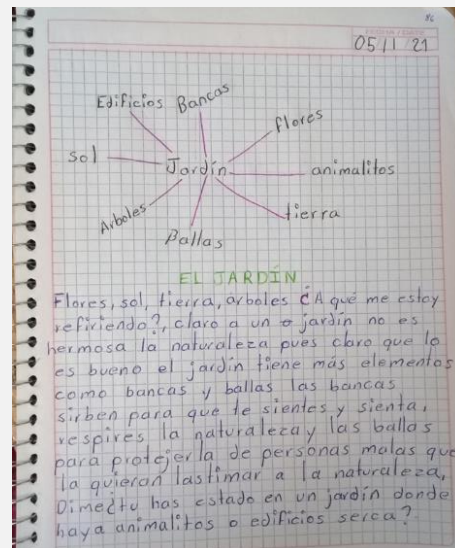 05/11/21
Edificios
Bancas
flores
sol
Jardín
animalitos
Arboles
tierra
Ballas
EL JARDÍN
Flores, sol, tierra, arboles ¿A qué me estoy
refiriendo?, claro a un jardín no es
hermosa la naturaleza pues claro que lo
es bueno el jardín tiene más elementos
como bancas y ballas las bancas
sirben para que te sientes y sienta,
respires la naturaleza y las ballas
para protejerla de personas malas que
la quieran lastimar a la naturaleza,
Dime ¿tu has estado en un jardín donde
haya animalitos o edificios serca?